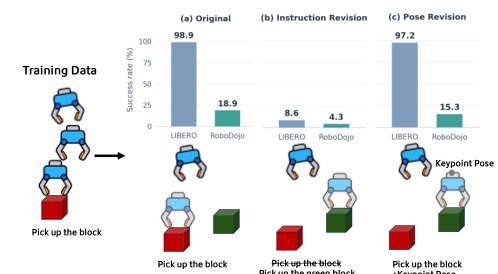 (a) Original
(b) Instruction Revision
(c) Pose Revision
Training Data
Success rate (%)
100
75
50
25
0
98.9
18.9
LIBERO
RoboDojo
8.6
4.3
LIBERO
RoboDojo
97.2
15.3
LIBERO
RoboDojo
Keypoint Pose
Pick up the block
Pick up the block
Pick up the block
Pick up the green block
Pick up the block
+Keypoint Pose